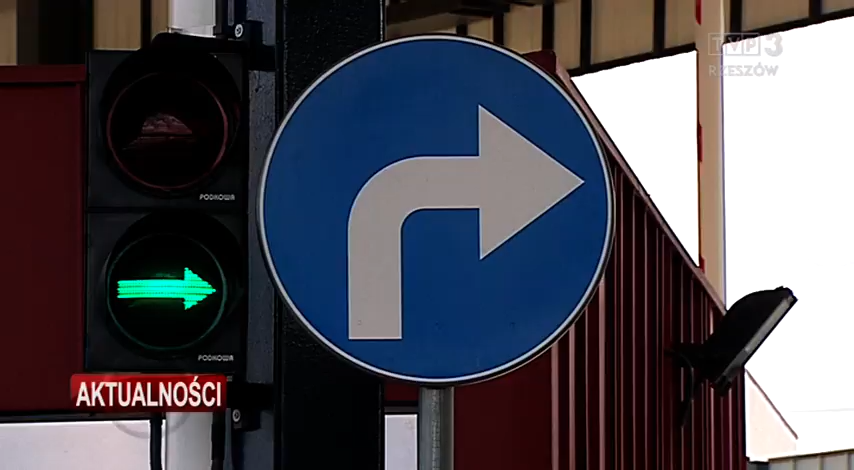 TVP3
RZESZÓW
PODKOWA
PODKOWA
AKTUALNOŚCI